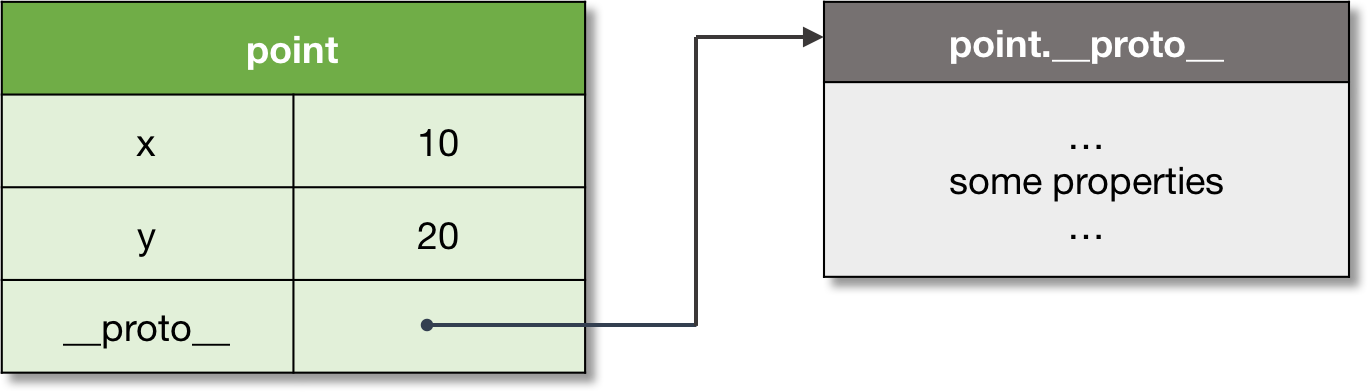 point
x 10
y 20
__proto__
point.__proto__
...
some properties
...